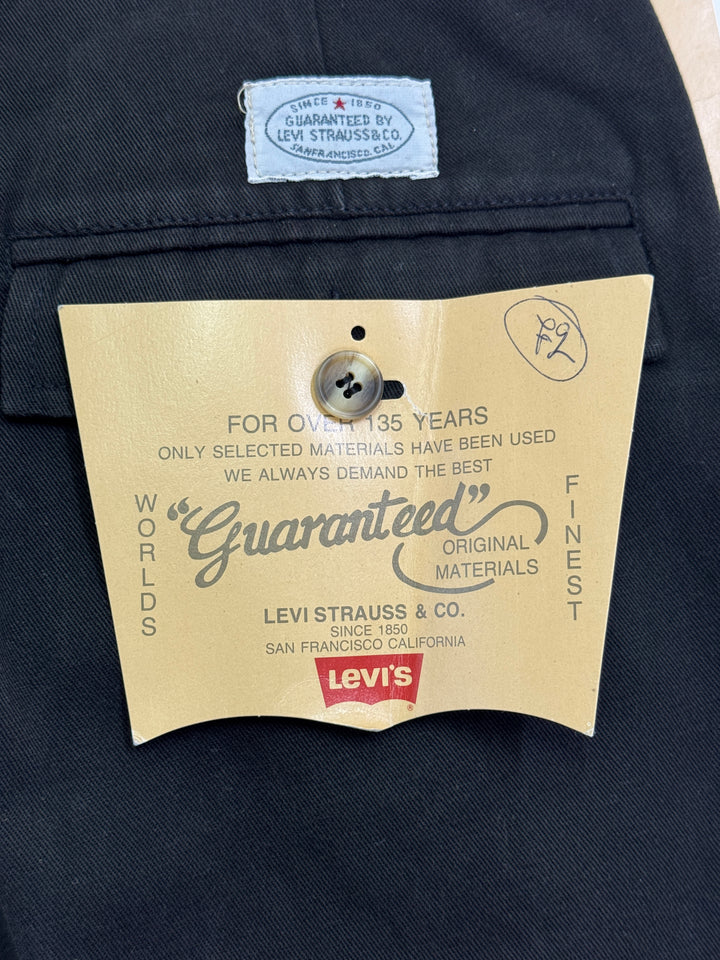 SINCE ★ 1850
GUARANTEED BY
LEVI STRAUSS & CO.
SANFRANCISCO. CAL
FOR OVER 135 YEARS
ONLY SELECTED MATERIALS HAVE BEEN USED
WE ALWAYS DEMAND THE BEST
WORLDS
"Guaranteed"
ORIGINAL
MATERIALS
FINEST
LEVI STRAUSS & CO.
SINCE 1850
SAN FRANCISCO CALIFORNIA
LEVI'S
®